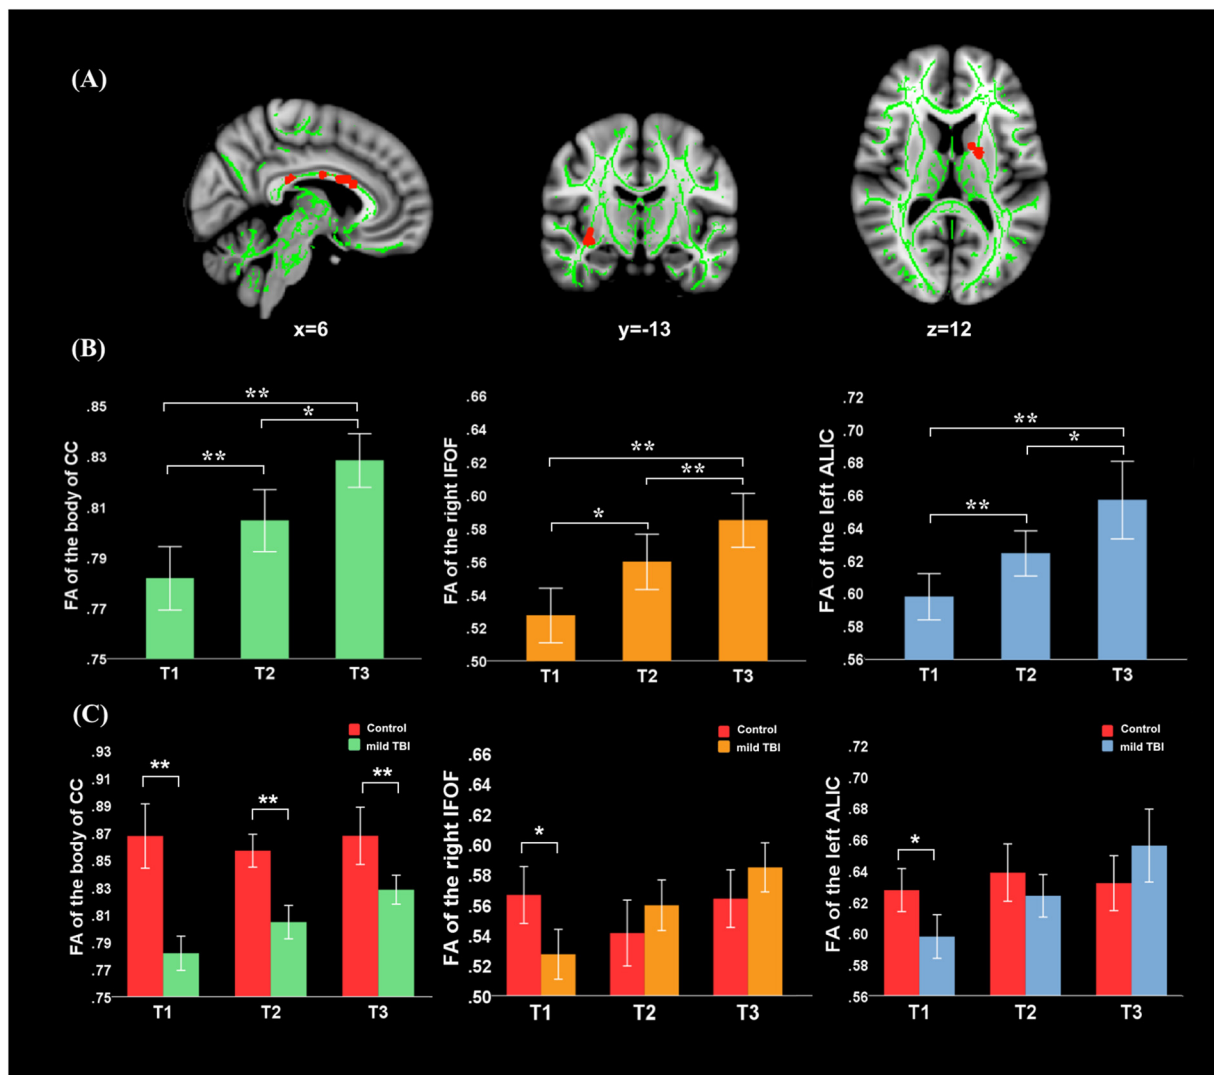 (A)
x=6
y=-13
z=12
(B)
FA of the body of CC
.85
.83
.81
.79
.77
.75
**
*
**
T1
T2
T3
FA of the right IFOF
.66
.64
.62
.60
.58
.56
.54
.52
.50
**
**
*
T1
T2
T3
FA of the left ALIC
.72
.70
.68
.66
.64
.62
.60
.58
.56
**
*
**
T1
T2
T3
(C)
FA of the body of CC
.93
.91
.89
.87
.85
.83
.81
.79
.77
.75
Control
mild TBI
**
**
**
T1
T2
T3
FA of the right IFOF
.66
.64
.62
.60
.58
.56
.54
.52
.50
Control
mild TBI
*
T1
T2
T3
FA of the left ALIC
.72
.70
.68
.66
.64
.62
.60
.58
.56
Control
mild TBI
*
T1
T2
T3